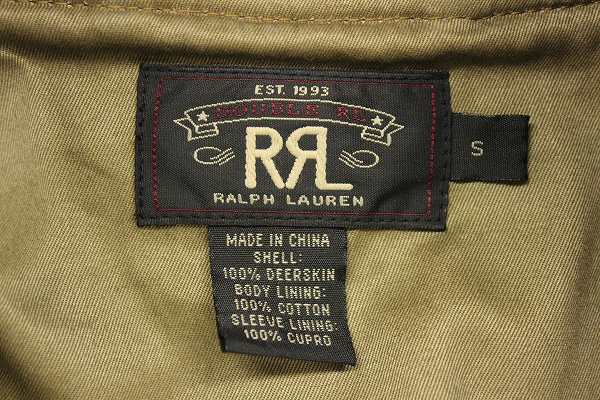 EST. 1993
DOUBLE RL
RRL
RALPH LAUREN
S
MADE IN CHINA
SHELL:
100% DEERSKIN
BODY LINING:
100% COTTON
SLEEVE LINING:
100% CUPRO